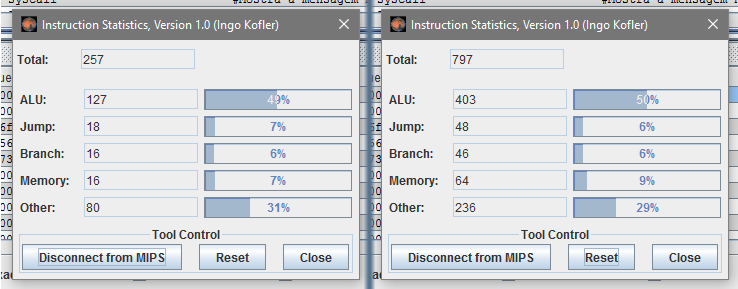 syscall #Mostra a mensagem
syscall #Mostra a mensagem
Instruction Statistics, Version 1.0 (Ingo Kofler)
Total: 257
ALU: 127 49%
Jump: 18 7%
Branch: 16 6%
Memory: 16 7%
Other: 80 31%
Tool Control
Disconnect from MIPS Reset Close
Instruction Statistics, Version 1.0 (Ingo Kofler)
Total: 797
ALU: 403 50%
Jump: 48 6%
Branch: 46 6%
Memory: 64 9%
Other: 236 29%
Tool Control
Disconnect from MIPS Reset Close